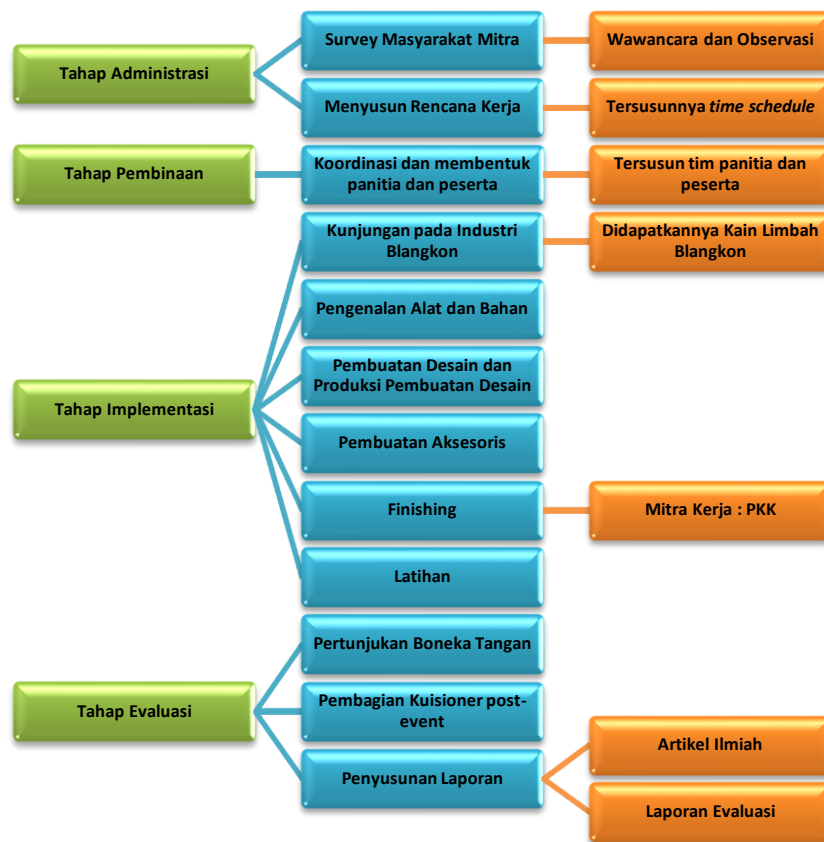 Tahap Administrasi
Survey Masyarakat Mitra
Wawancara dan Observasi
Menyusun Rencana Kerja
Tersusunnya time schedule
Tahap Pembinaan
Koordinasi dan membentuk
panitia dan peserta
Tersusun tim panitia dan
peserta
Tahap Implementasi
Kunjungan pada Industri
Blangkon
Didapatkannya Kain Limbah
Blangkon
Pengenalan Alat dan Bahan
Pembuatan Desain dan
Produksi Pembuatan Desain
Pembuatan Aksesoris
Finishing
Mitra Kerja : PKK
Latihan
Tahap Evaluasi
Pertunjukan Boneka Tangan
Pembagian Kuisioner post-
event
Penyusunan Laporan
Artikel Ilmiah
Laporan Evaluasi